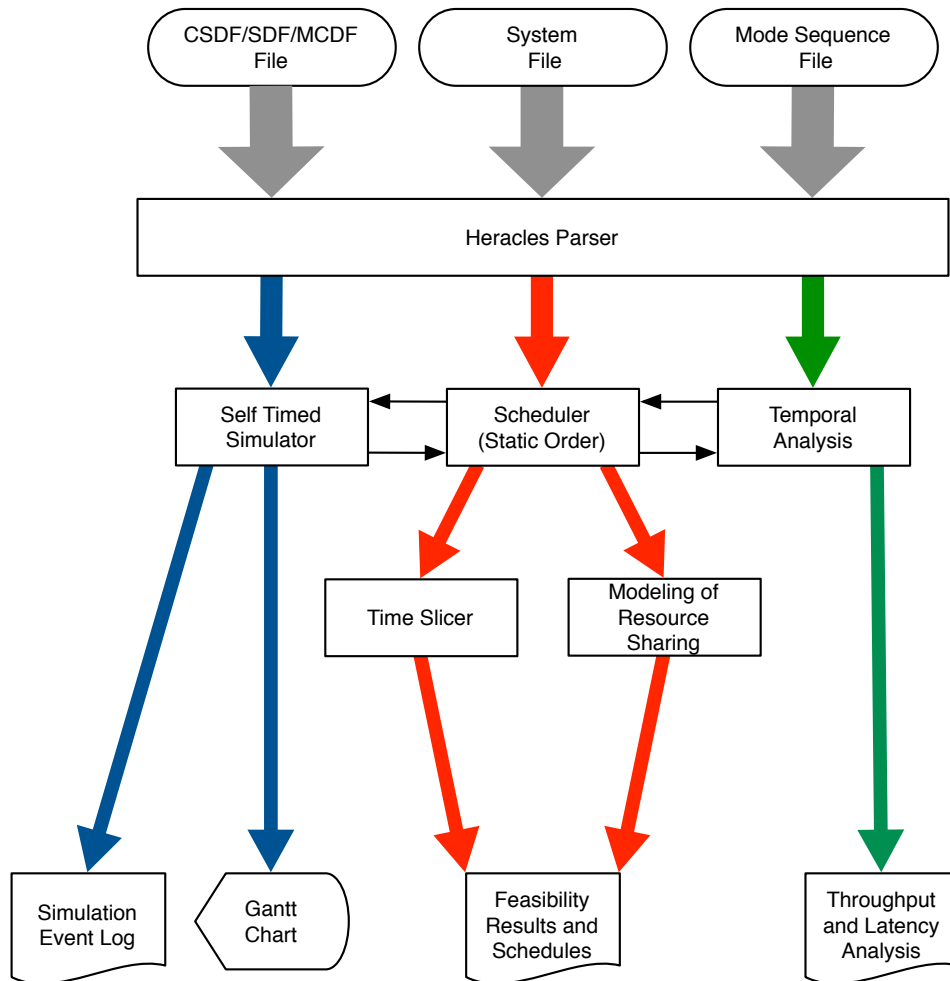 CSDF/SDF/MCDF
File
System
File
Mode Sequence
File
Heracles Parser
Self Timed
Simulator
Scheduler
(Static Order)
Temporal
Analysis
Time Slicer
Modeling of
Resource
Sharing
Simulation
Event Log
Gantt
Chart
Feasibility
Results and
Schedules
Throughput
and Latency
Analysis